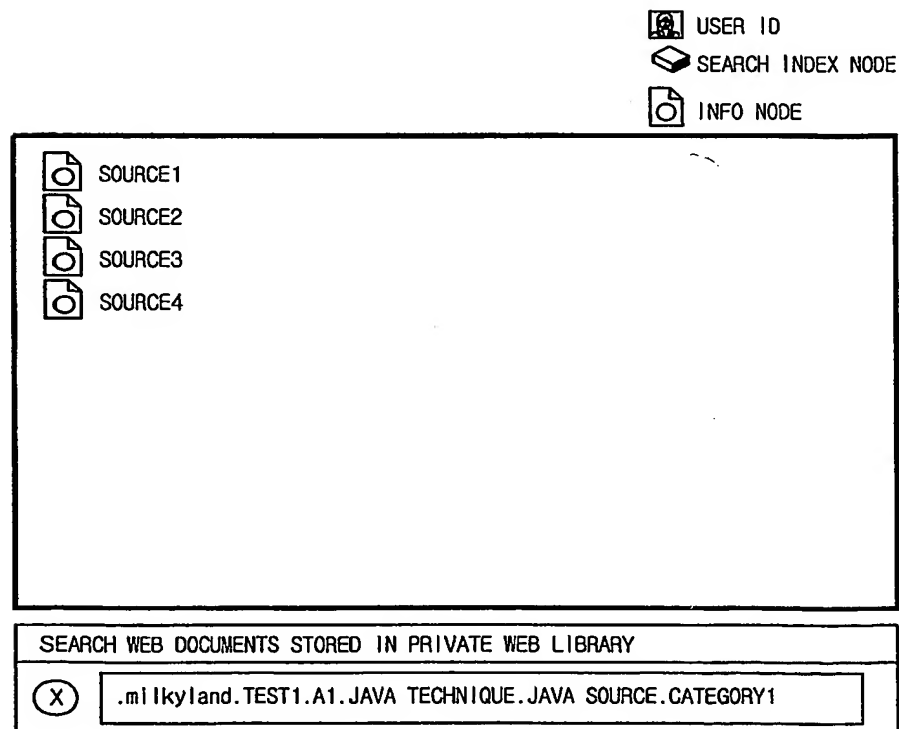 USER ID
SEARCH INDEX NODE
INFO NODE
SOURCE1
SOURCE2
SOURCE3
SOURCE4
SEARCH WEB DOCUMENTS STORED IN PRIVATE WEB LIBRARY
X .milkyland.TEST1.A1.JAVA TECHNIQUE.JAVA SOURCE.CATEGORY1